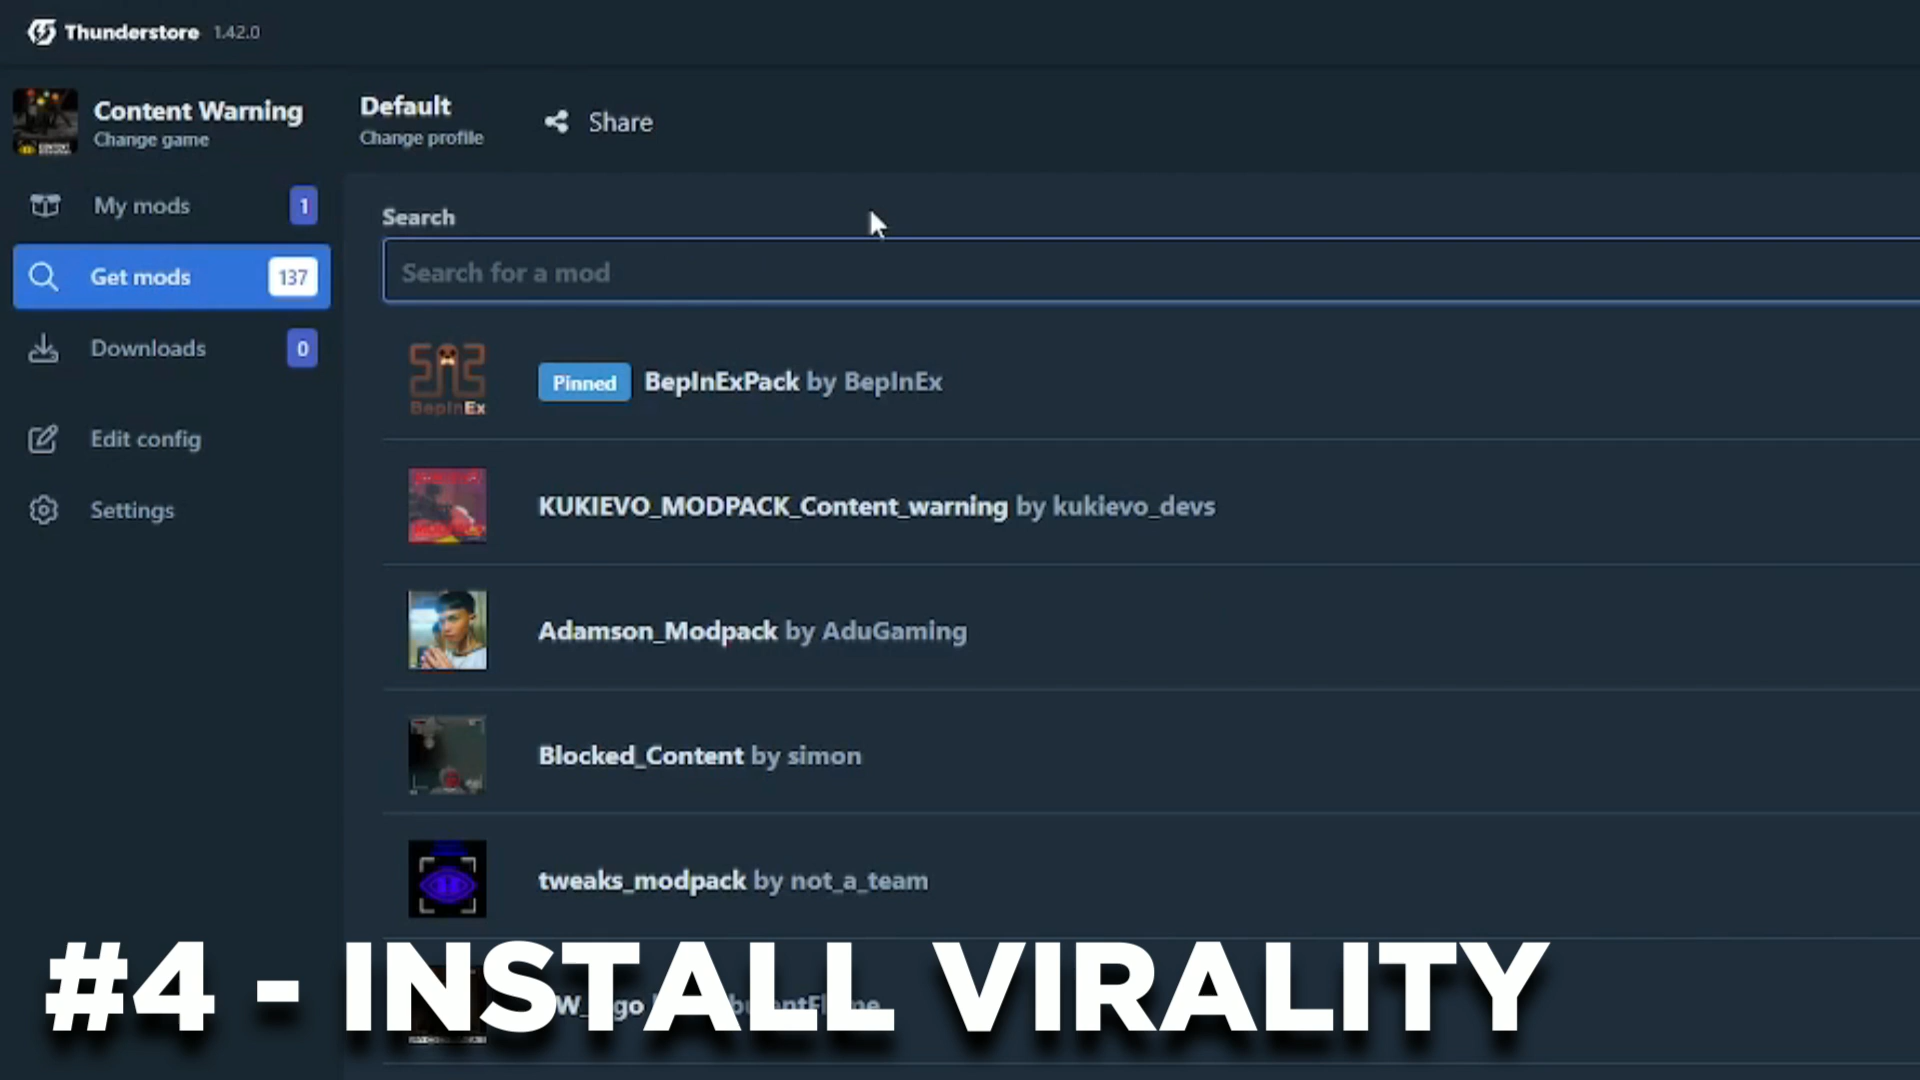 Thunderstore 1.42.0
Content Warning
Change game
Default
Change profile
Share
My mods 1
Get mods 137
Downloads 0
Edit config
Settings
Search
Search for a mod
BepInEx
Pinned BepInExPack by BepInEx
KUKIEVO_MODPACK_Content_warning by kukievo_devs
Adamson_Modpack by AduGaming
Blocked_Content by simon
tweaks_modpack by not_a_team
#4 - INSTALL VIRALITY